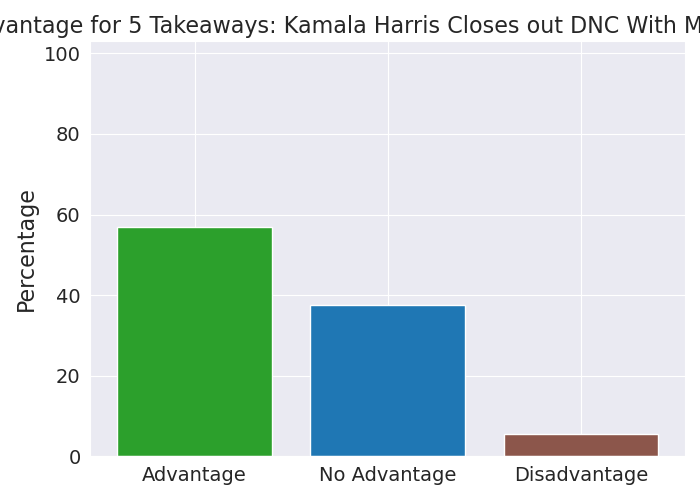 vantage for 5 Takeaways: Kamala Harris Closes out DNC With M
100
80
60
40
20
0
Percentage
Advantage No Advantage Disadvantage